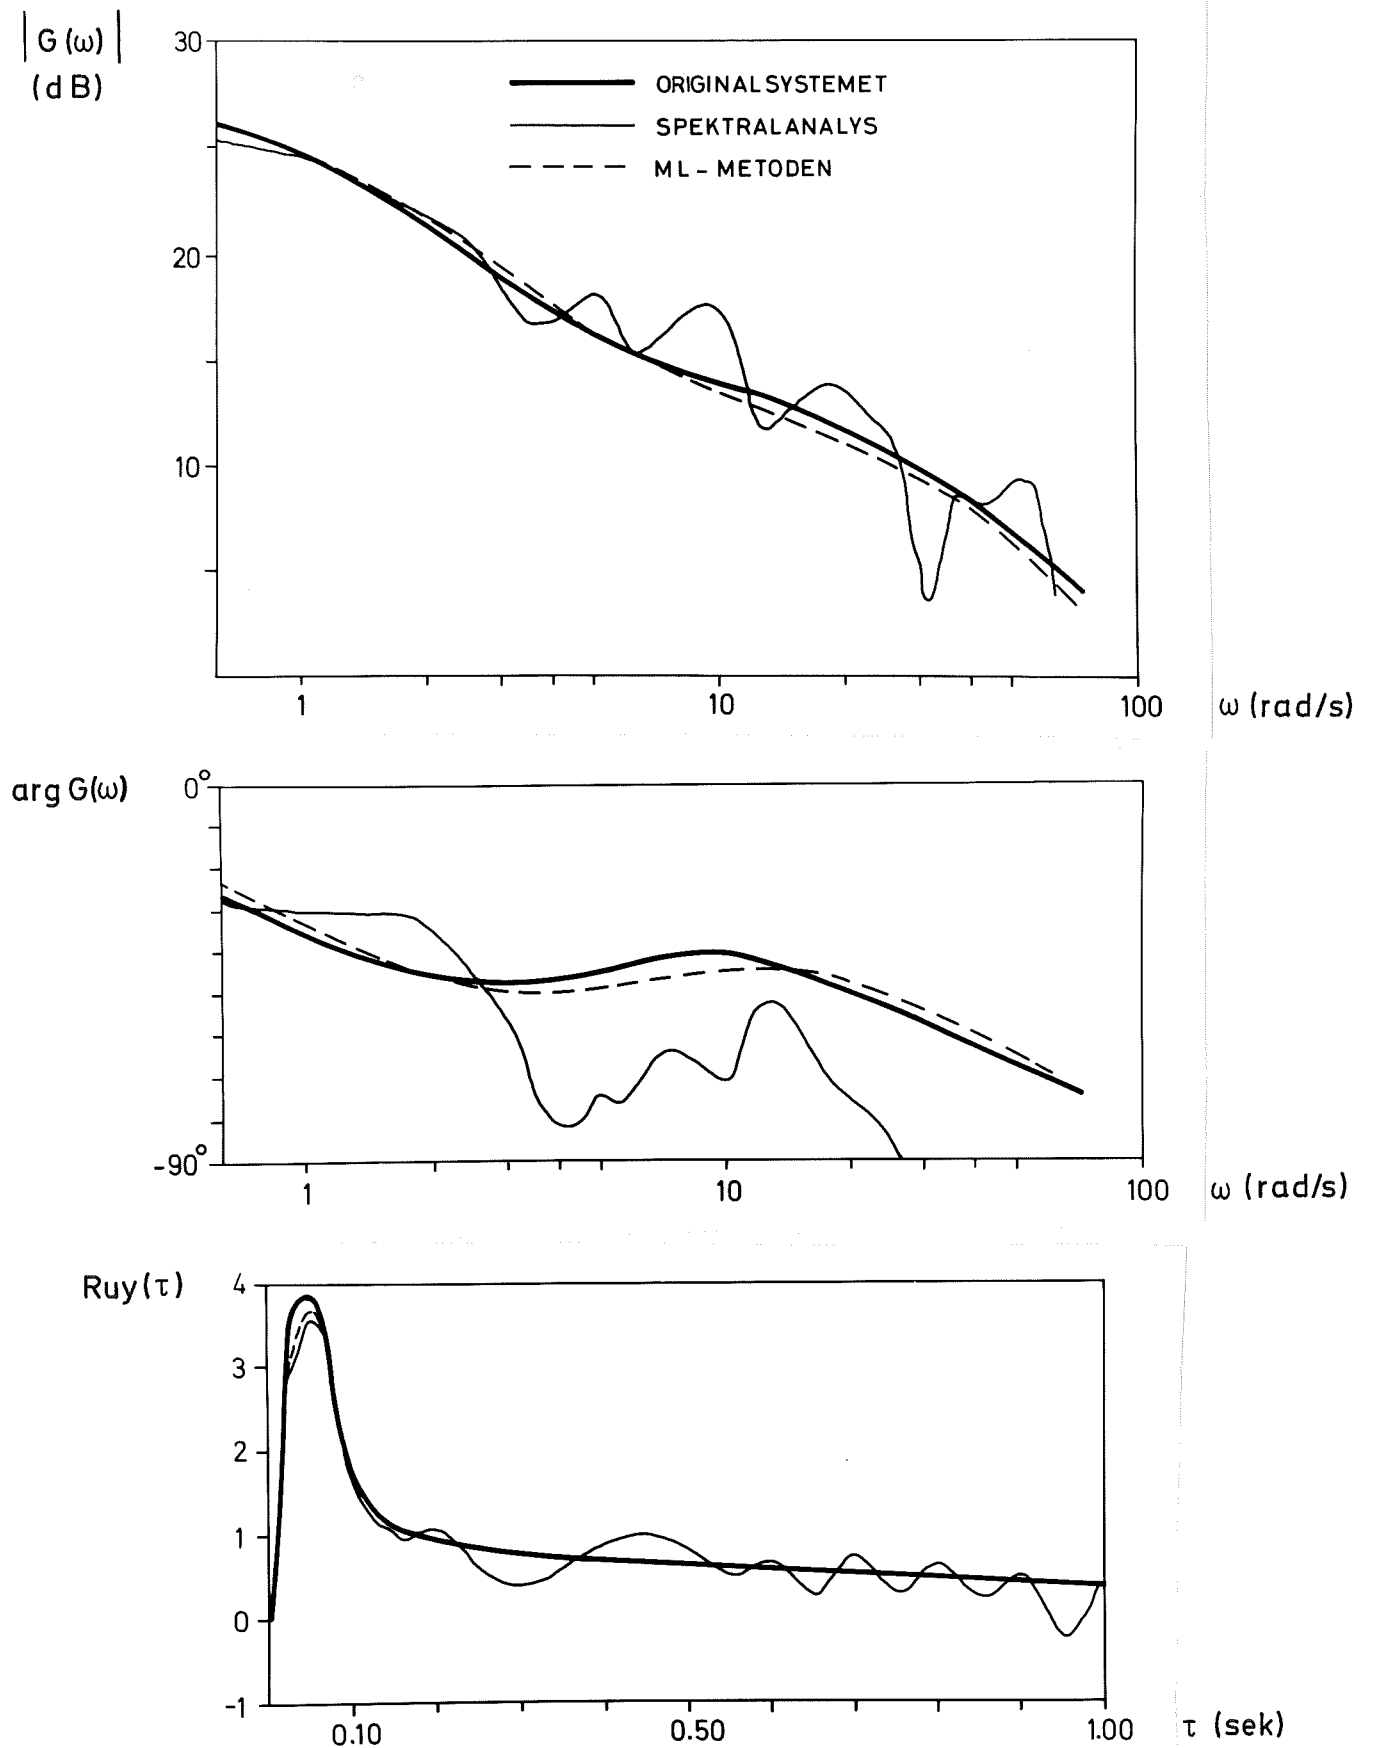 |G(ω)|
(dB)
30
20
10
ORIGINALSYSTEMET
SPEKTRALANALYS
ML-METODEN
1
10
100
ω (rad/s)
arg G(ω)
0°
-90°
1
10
100
ω (rad/s)
Ruy(τ)
4
3
2
1
0
-1
0.10
0.50
1.00
τ (sek)